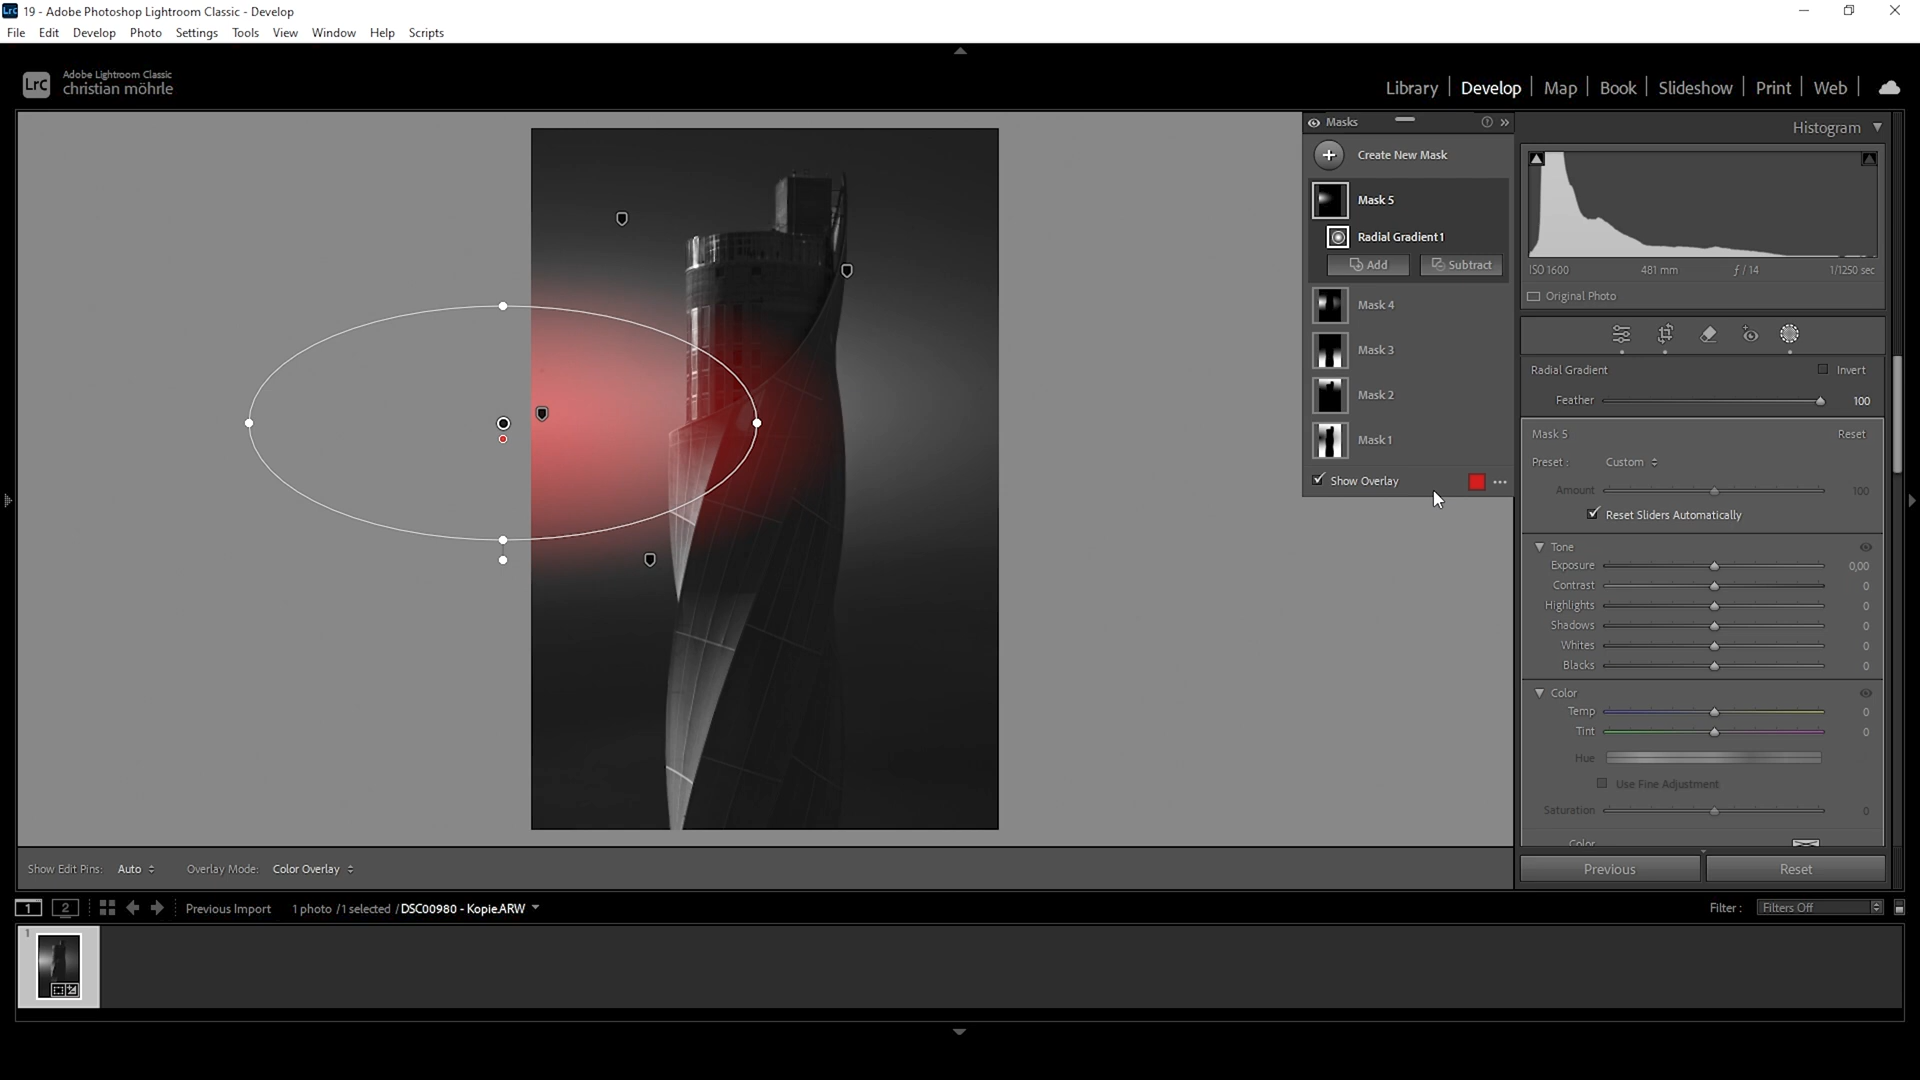 19 - Adobe Photoshop Lightroom Classic - Develop
File Edit Develop Photo Settings Tools View Window Help Scripts
LrC
Adobe Lightroom Classic
christian möhrle
Library Develop Map Book Slideshow Print Web
Masks
Create New Mask
Mask 5
Radial Gradient 1
Add Subtract
Mask 4
Mask 3
Mask 2
Mask 1
Show Overlay
Histogram
ISO 1600 481 mm ƒ / 14 1/1250 sec
Original Photo
Radial Gradient Invert
Feather 100
Mask 5 Reset
Preset : Custom
Amount 100
Reset Sliders Automatically
Tone
Exposure 0,00
Contrast 0
Highlights 0
Shadows 0
Whites 0
Blacks 0
Color
Temp 0
Tint 0
Hue
Use Fine Adjustment
Saturation 0
Color
Previous Reset
Show Edit Pins: Auto Overlay Mode: Color Overlay
1 2 Previous Import 1 photo / 1 selected / DSC00980 - Kopie.ARW Filter : Filters Off
1